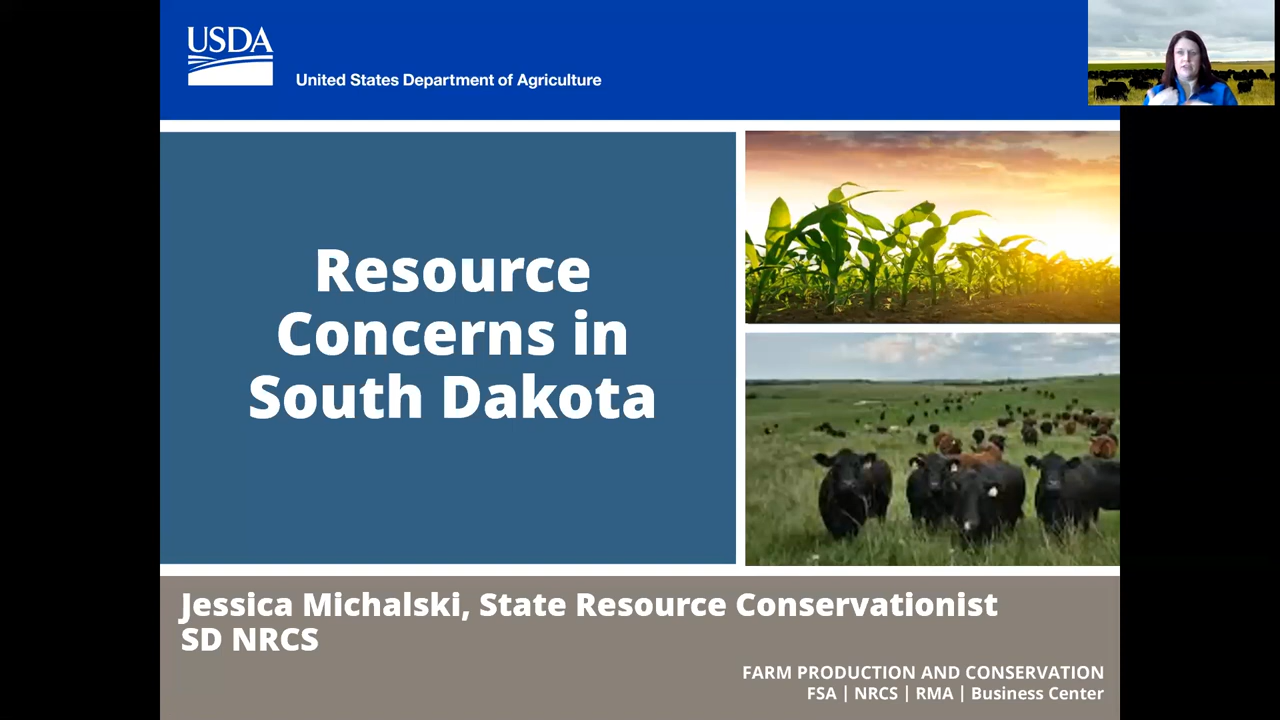 USDA
United States Department of Agriculture
Resource
Concerns in
South Dakota
Jessica Michalski, State Resource Conservationist
SD NRCS
FARM PRODUCTION AND CONSERVATION
FSA | NRCS | RMA | Business Center